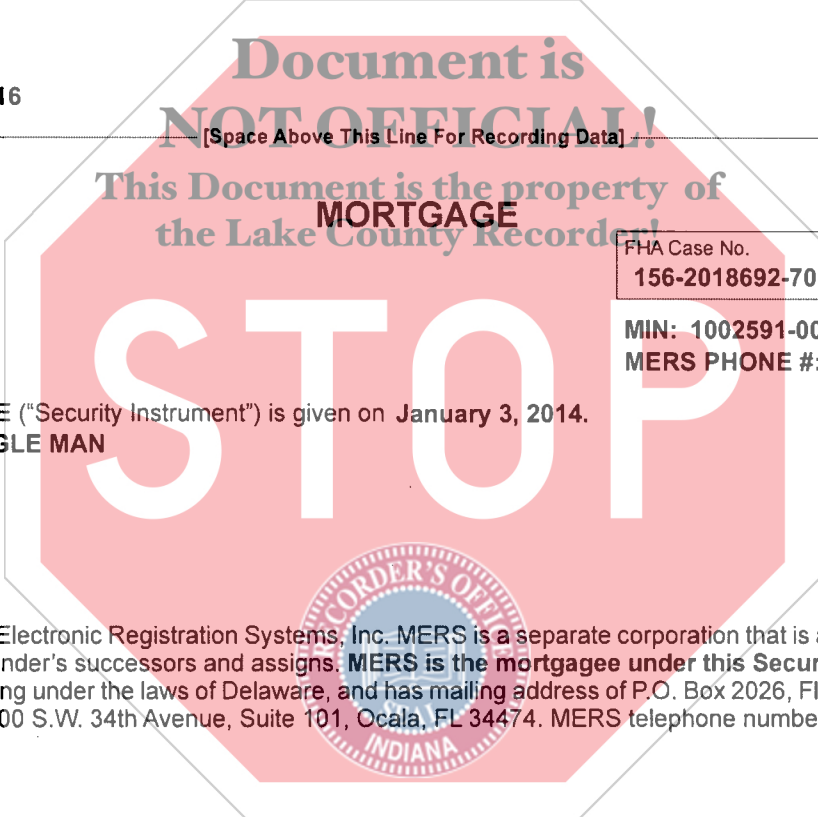 Document is
16
NOT OFFICIAL!
[Space Above This Line For Recording Data]
This Document is the property of
MORTGAGE
the Lake County Recorder!
FHA Case No.
156-2018692-70
MIN: 1002591-00
MERS PHONE #:
STOP
E (“Security Instrument”) is given on January 3, 2014.
GLE MAN
RECORDER'S OFFICE
Electronic Registration Systems, Inc. MERS is a separate corporation that is a
nder’s successors and assigns. MERS is the mortgagee under this Secur
ng under the laws of Delaware, and has mailing address of P.O. Box 2026, Fl
00 S.W. 34th Avenue, Suite 101, Ocala, FL 34474. MERS telephone numbe
SEAL
INDIANA